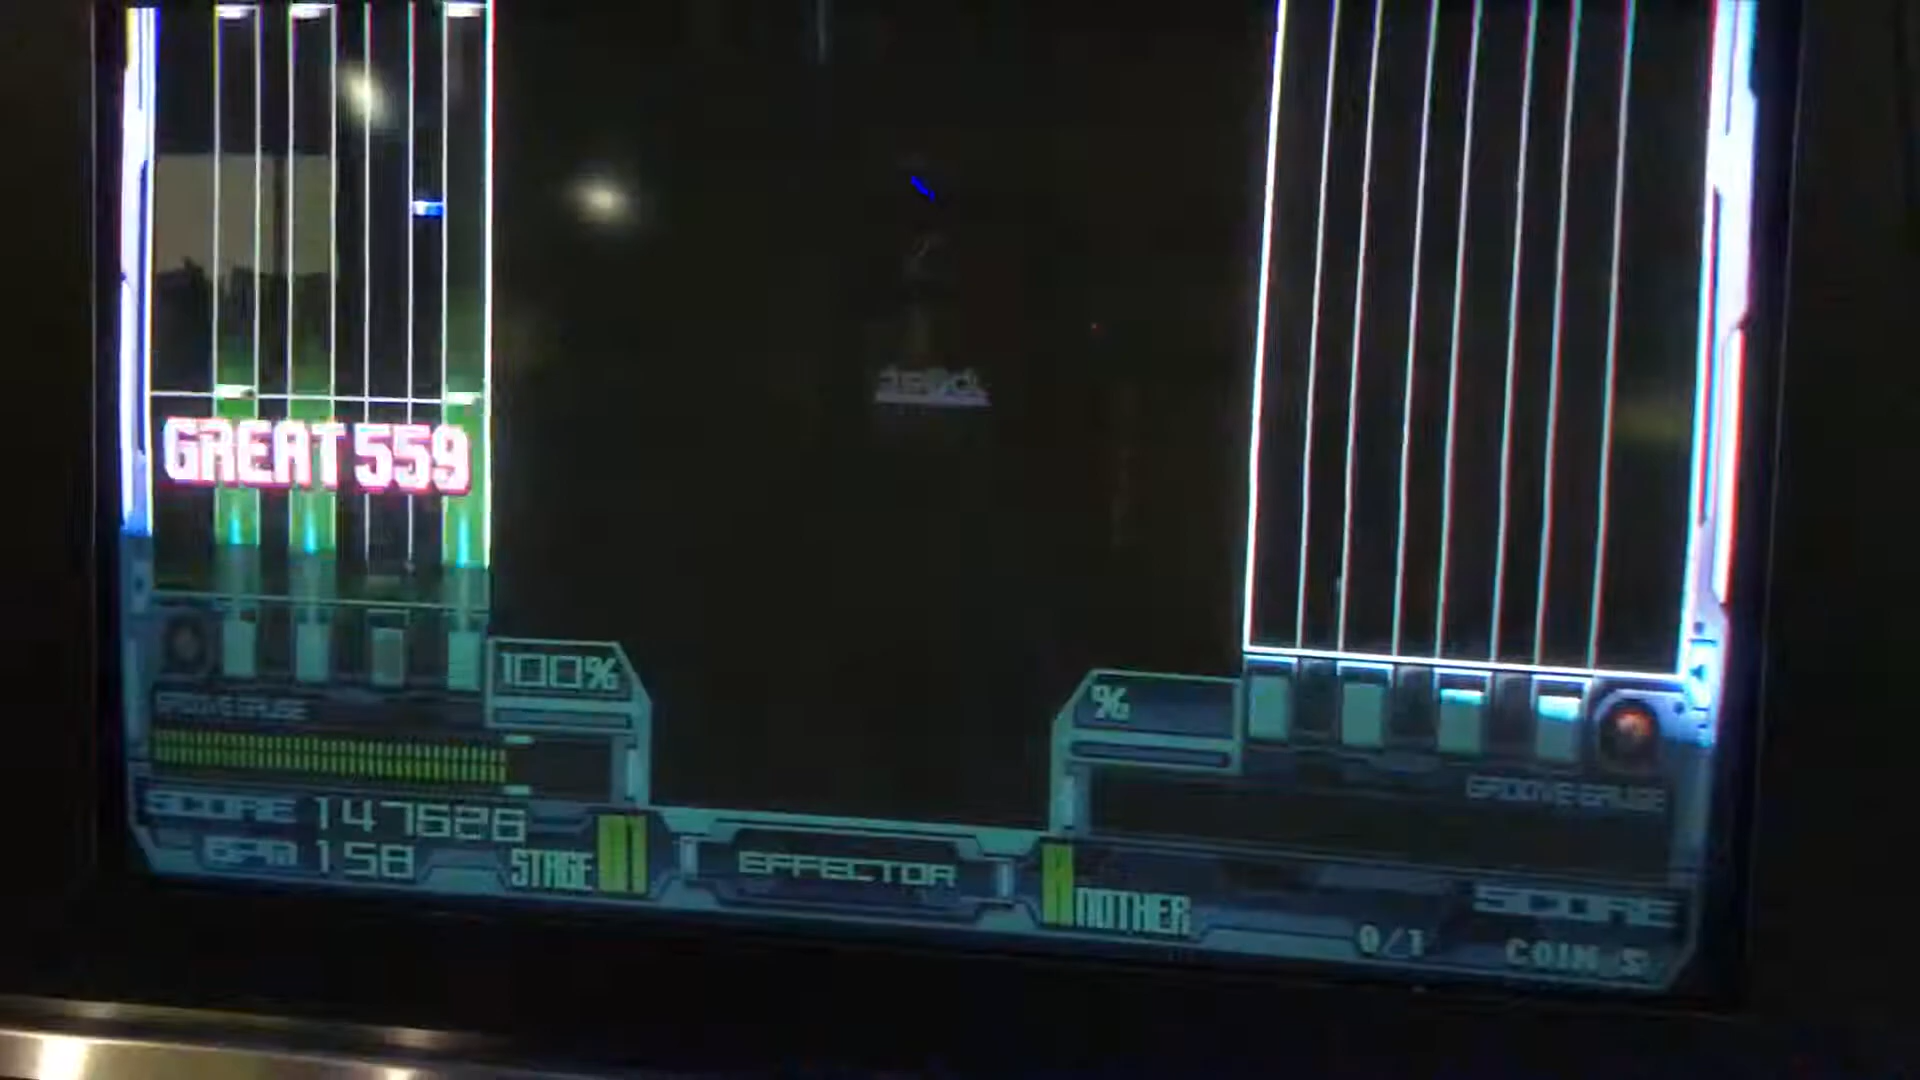 GREAT 559
100%
%
GROOVE GAUGE
GROOVE GAUGE
SCORE 147626
BPM 158
STAGE
EFFECTOR
ANOTHER
SCORE
0/1
COIN S